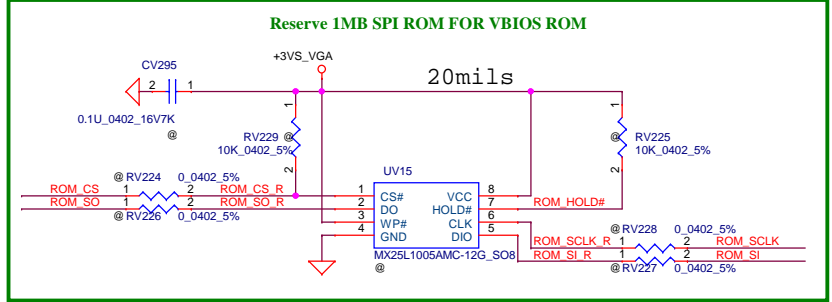 Reserve 1MB SPI ROM FOR VBIOS ROM
+3VS_VGA
CV295
2 1
0.1U_0402_16V7K
@
20mils
1
RV229 @
10K_0402_5%
2
1
@ RV225
10K_0402_5%
2
UV15
@ RV224 0_0402_5%
ROM_CS 1 2 ROM_CS_R 1 CS# VCC 8
ROM_SO 1 2 ROM_SO_R 2 DO HOLD# 7 ROM_HOLD#
@ RV226 0_0402_5%
3 WP# CLK 6
4 GND DIO 5
MX25L1005AMC-12G_SO8
@
@ RV228 0_0402_5%
ROM_SCLK_R 1 2 ROM_SCLK
ROM_SI_R 1 2 ROM_SI
@ RV227 0_0402_5%